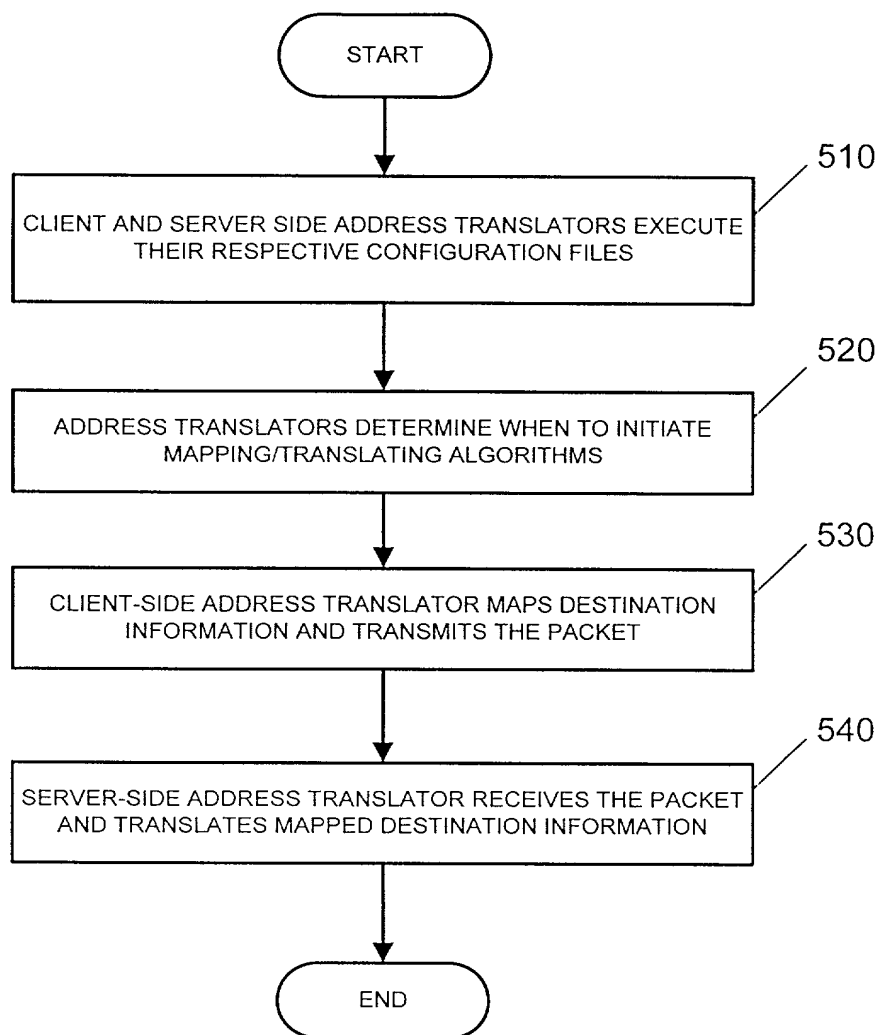 START
510
CLIENT AND SERVER SIDE ADDRESS TRANSLATORS EXECUTE
THEIR RESPECTIVE CONFIGURATION FILES
520
ADDRESS TRANSLATORS DETERMINE WHEN TO INITIATE
MAPPING/TRANSLATING ALGORITHMS
530
CLIENT-SIDE ADDRESS TRANSLATOR MAPS DESTINATION
INFORMATION AND TRANSMITS THE PACKET
540
SERVER-SIDE ADDRESS TRANSLATOR RECEIVES THE PACKET
AND TRANSLATES MAPPED DESTINATION INFORMATION
END